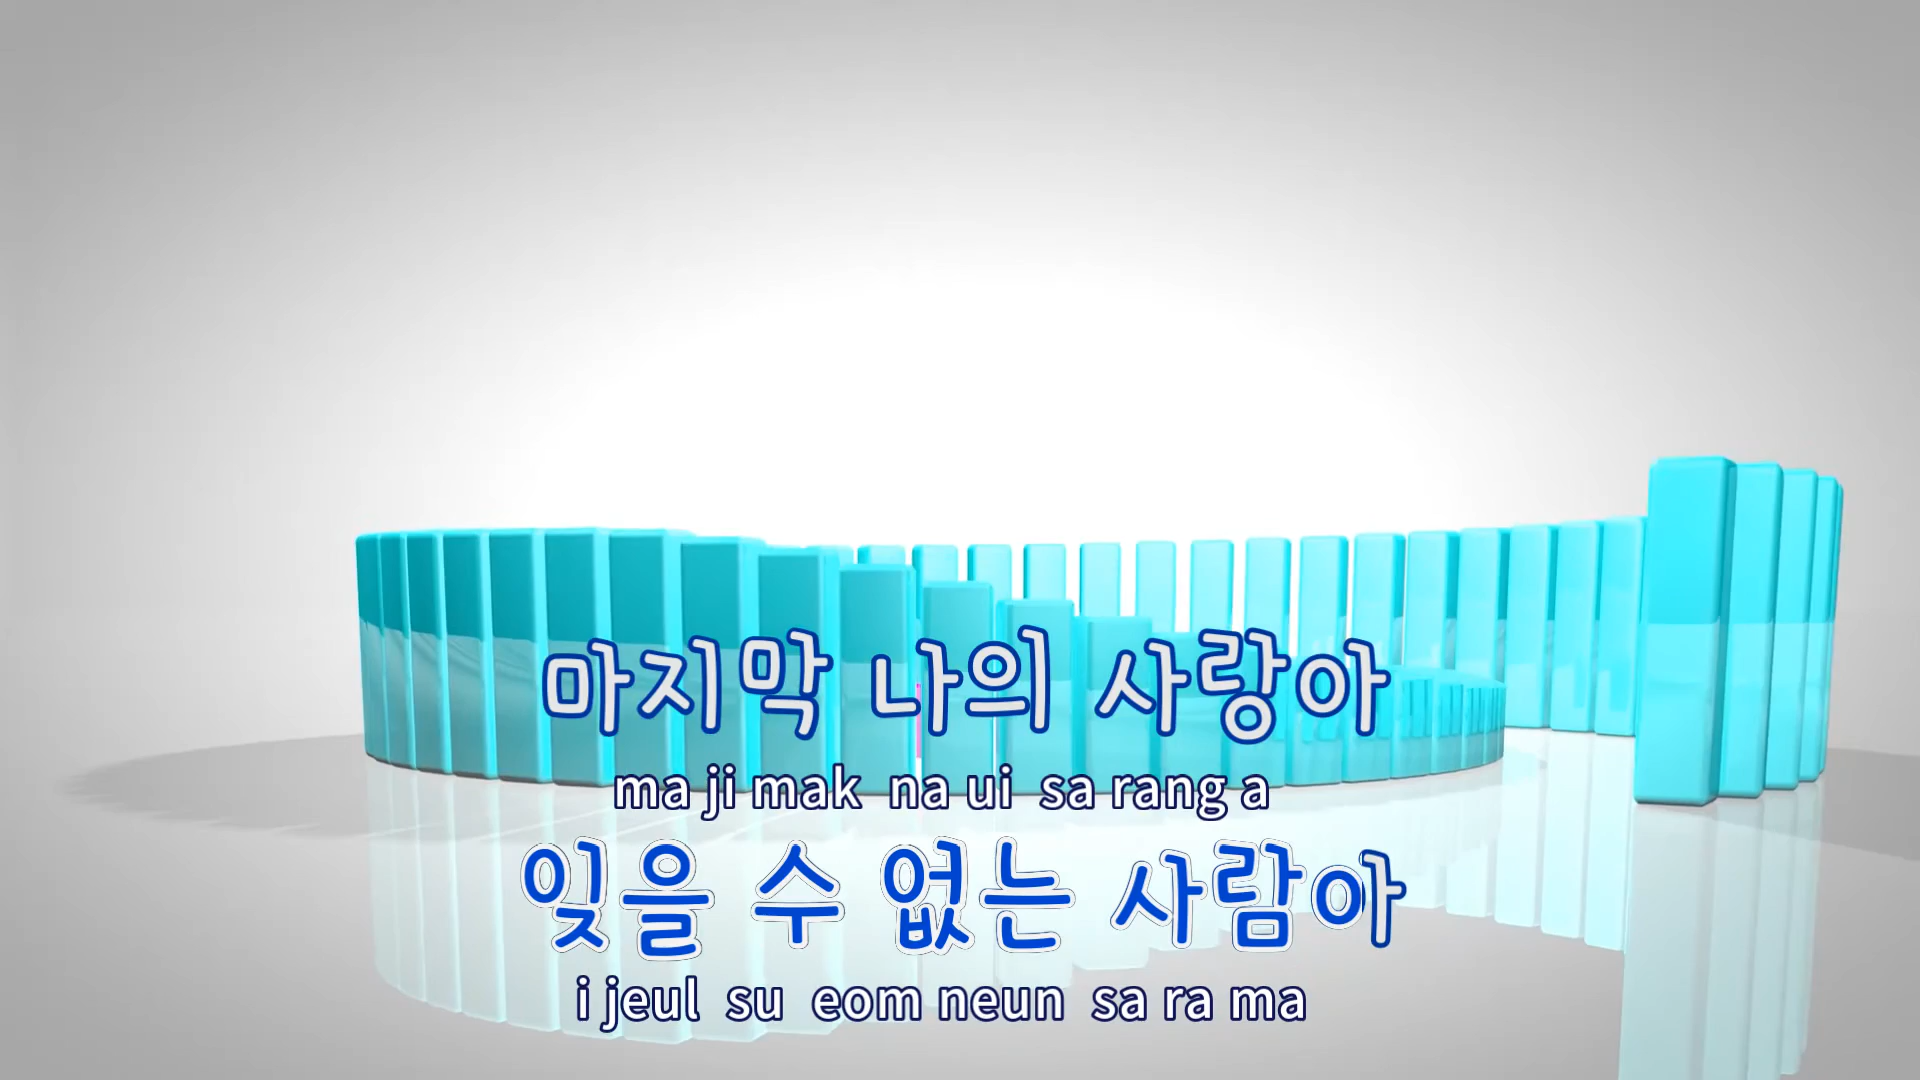 마지막 나의 사랑아
ma ji mak na ui sa rang a
잊을 수 없는 사람아
i jeul su eom neun sa ra ma